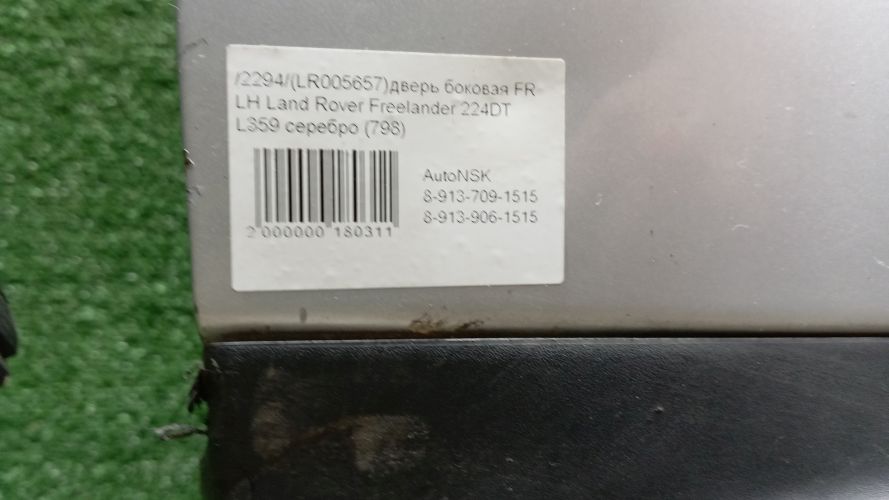 /2294/(LR005657)дверь боковая FR
LH Land Rover Freelander 224DT
L359 серебро (798)
AutoNSK
8-913-709-1515
8-913-906-1515
2 000000 180311